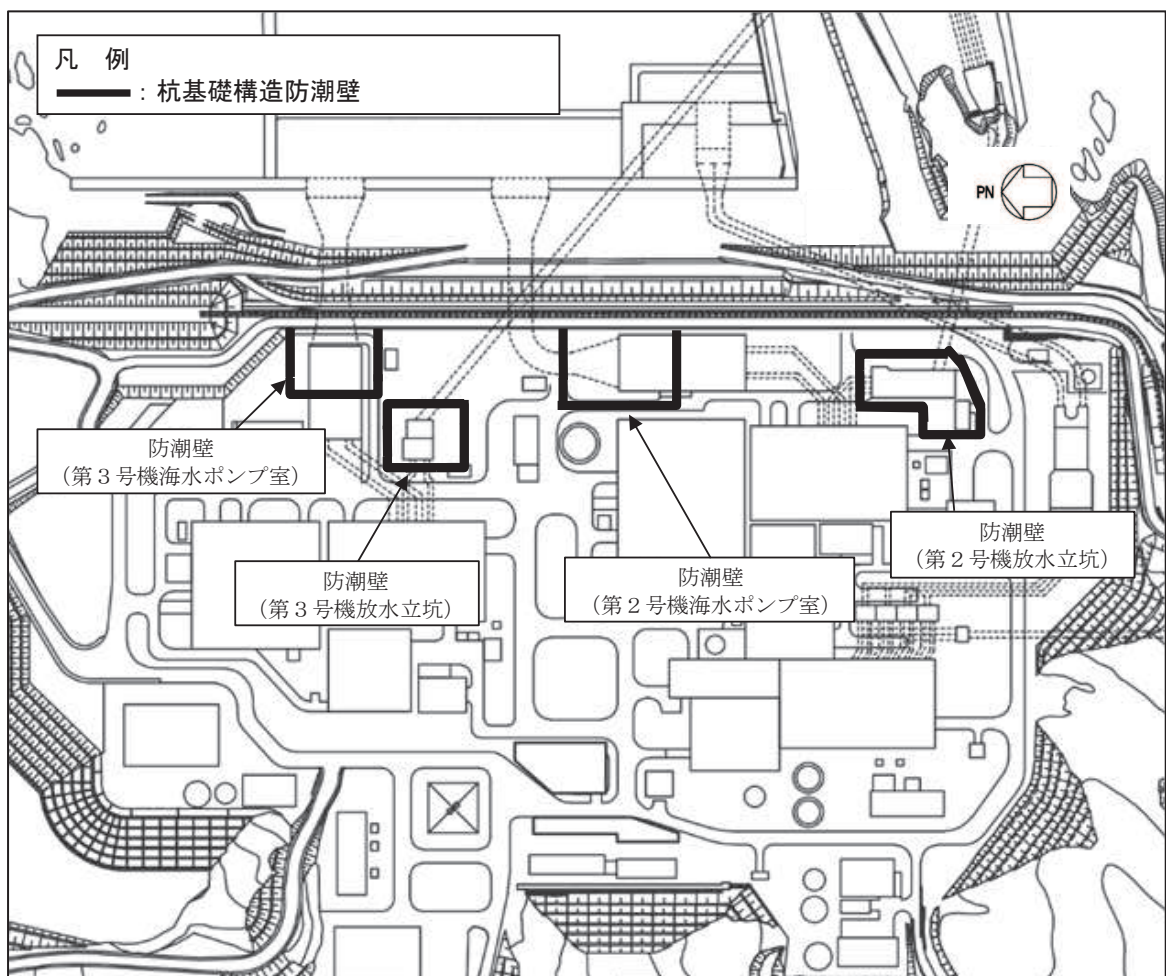 凡 例
: 杭基礎構造防潮壁
PN
防潮壁
(第3号機海水ポンプ室)
防潮壁
(第3号機放水立坑)
防潮壁
(第2号機海水ポンプ室)
防潮壁
(第2号機放水立坑)